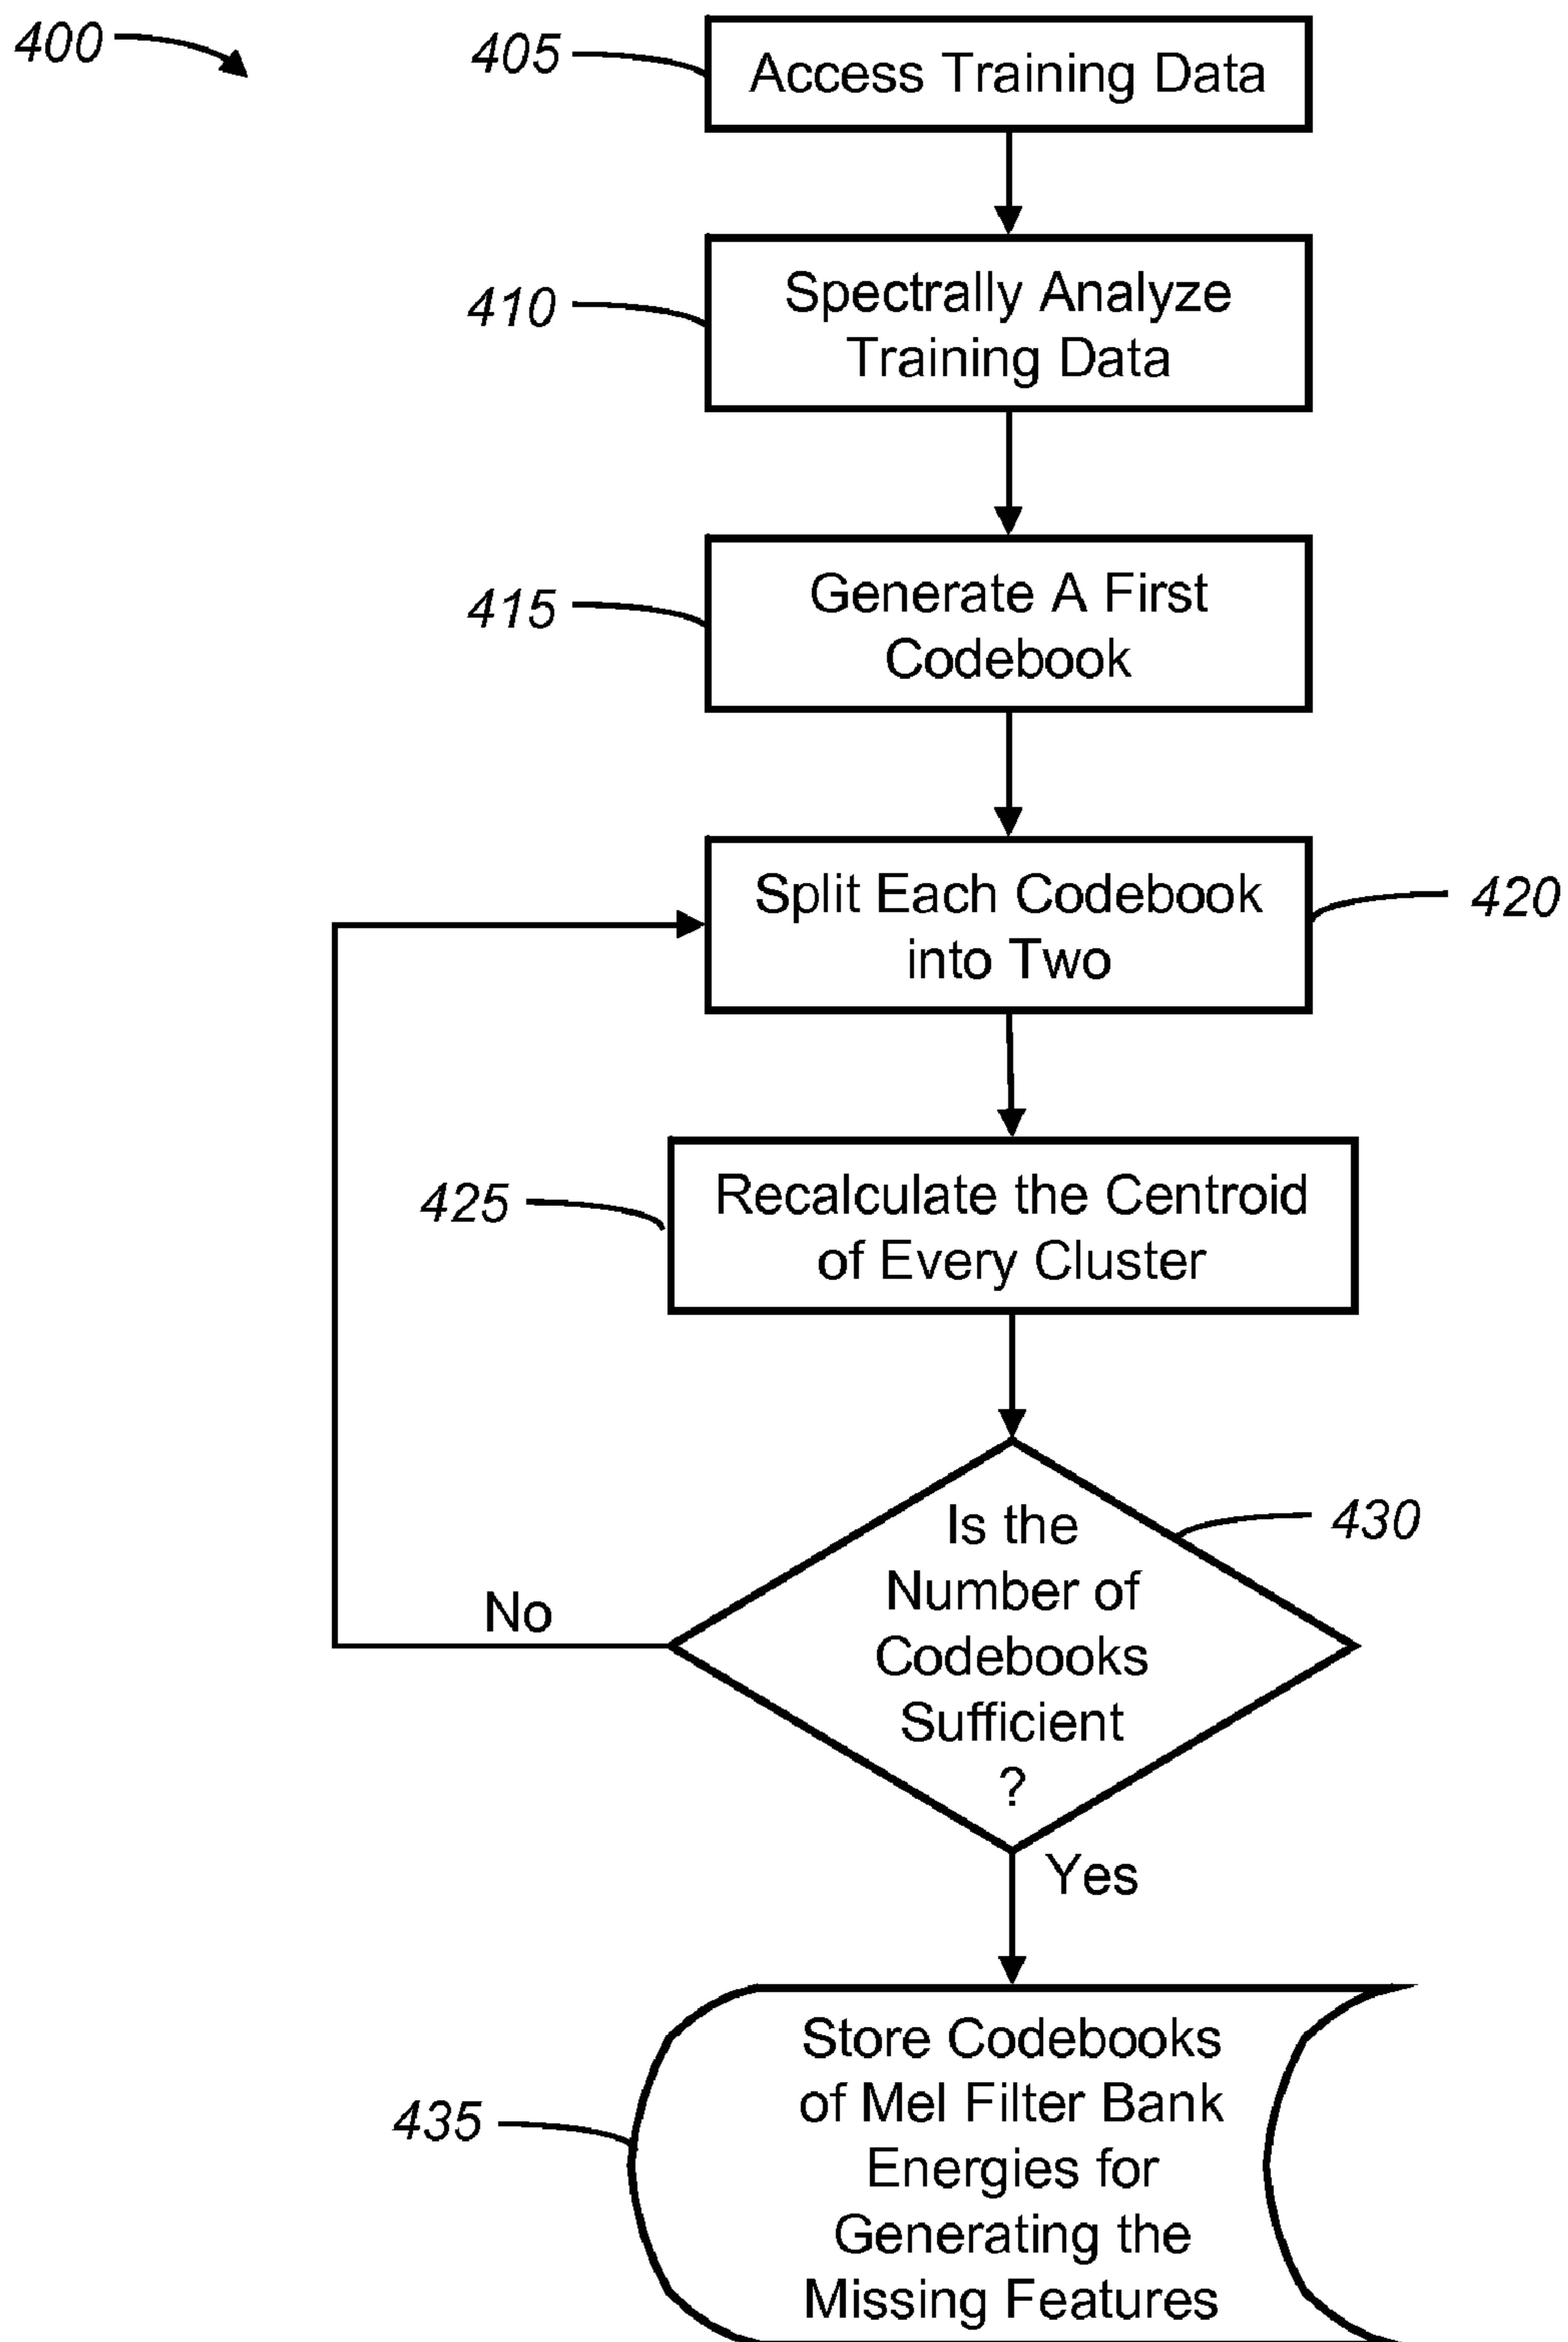 400
405
Access Training Data
410
Spectrally Analyze
Training Data
415
Generate A First
Codebook
Split Each Codebook
into Two
420
425
Recalculate the Centroid
of Every Cluster
Is the
Number of
Codebooks
Sufficient
?
430
No
Yes
435
Store Codebooks
of Mel Filter Bank
Energies for
Generating the
Missing Features